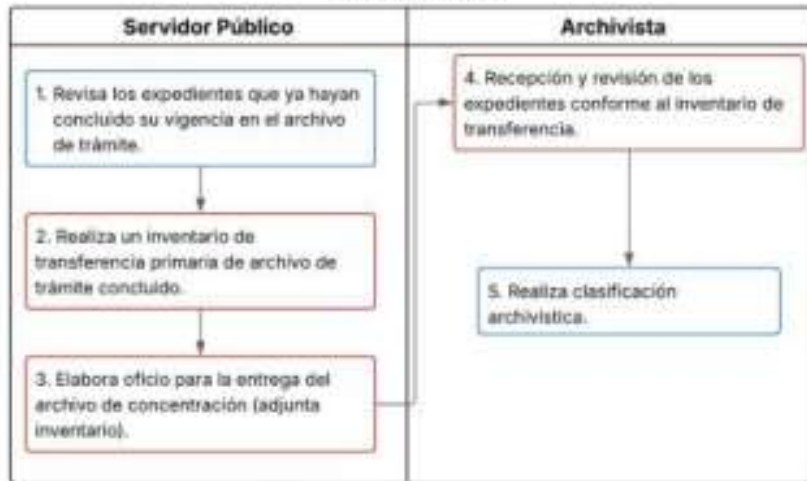 Servidor Público
Archivista
1. Revisa los expedientes que ya hayan
concluido su vigencia en el archivo
de trámite.
2. Realiza un inventario de
transferencia primaria de archivo de
trámite concluido.
3. Elabora oficio para la entrega del
archivo de concentración (adjunta
inventario).
4. Recepción y revisión de los
expedientes conforme al inventario de
transferencia.
5. Realiza clasificación
archivística.